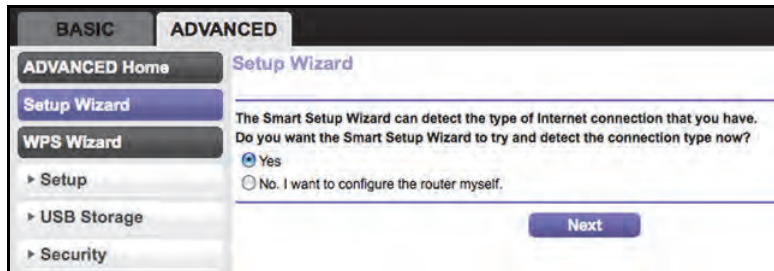 BASIC
ADVANCED
ADVANCED Home
Setup Wizard
WPS Wizard
Setup
USB Storage
Security
Setup Wizard
The Smart Setup Wizard can detect the type of Internet connection that you have.
Do you want the Smart Setup Wizard to try and detect the connection type now?
Yes
No. I want to configure the router myself.
Next